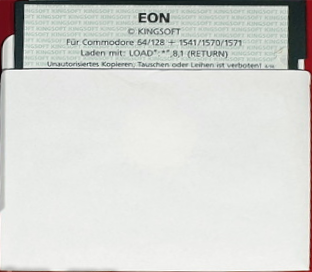 EON
© KINGSOFT
Für Commodore 64/128 + 1541/1570/1571
Laden mit: LOAD":*",8,1 (RETURN)
Unautorisiertes Kopieren, Tauschen oder Leihen ist verboten!